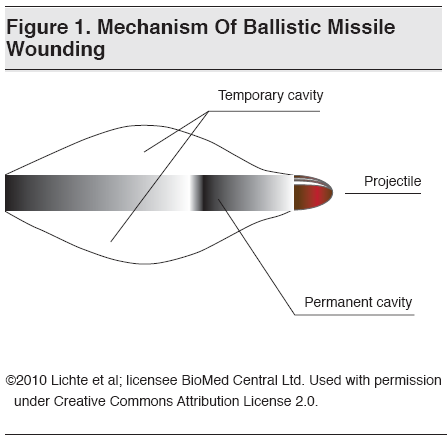 Figure 1. Mechanism Of Ballistic Missile
Wounding
Temporary cavity
Projectile
Permanent cavity
©2010 Lichte et al; licensee BioMed Central Ltd. Used with permission
under Creative Commons Attribution License 2.0.